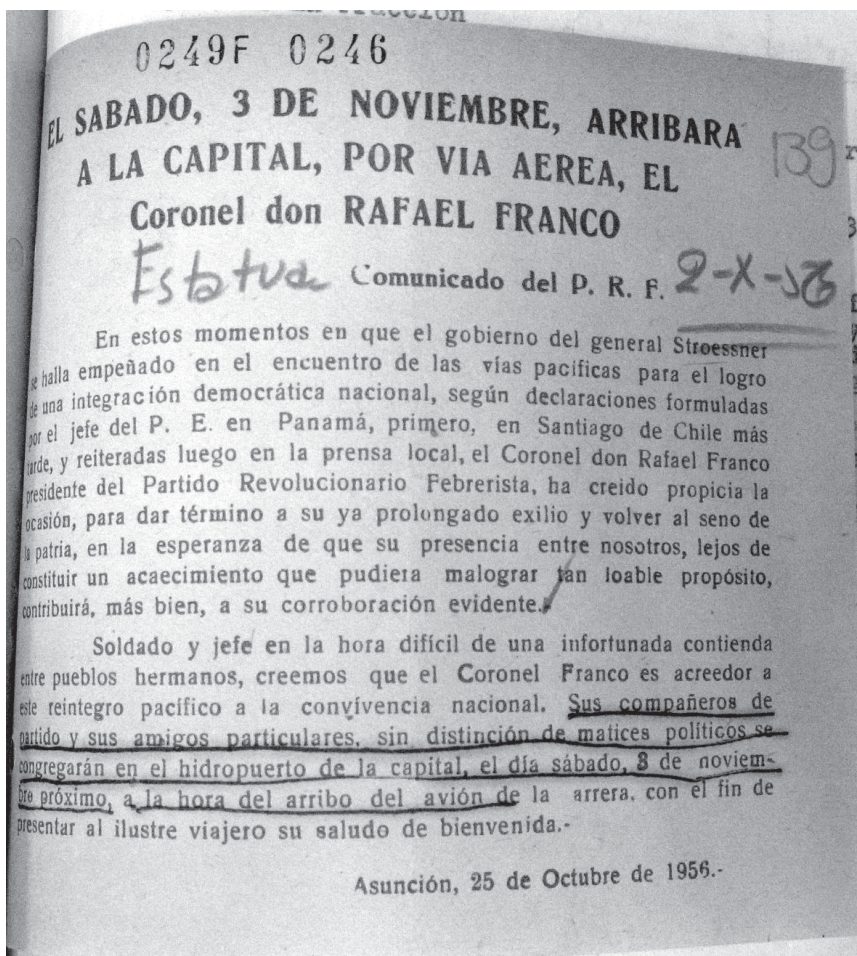 0249F 0246
EL SABADO, 3 DE NOVIEMBRE, ARRIBARA
A LA CAPITAL, POR VIA AEREA, EL
Coronel don RAFAEL FRANCO
139
Comunicado del P. R. F.
En estos momentos en que el gobierno del general Stroessner
se halla empeñado en el encuentro de las vías pacíficas para el logro
de una integración democrática nacional, según declaraciones formuladas
por el jefe del P. E. en Panamá, primero, en Santiago de Chile más
tarde, y reiteradas luego en la prensa local, el Coronel don Rafael Franco
presidente del Partido Revolucionario Febrerista, ha creido propicia la
ocasión, para dar término a su ya prolongado exilio y volver al seno de
la patria, en la esperanza de que su presencia entre nosotros, lejos de
constituir un acaecimiento que pudiera malograr tan loable propósito,
contribuirá, más bien, a su corroboración evidente.
Soldado y jefe en la hora difícil de una infortunada contienda
entre pueblos hermanos, creemos que el Coronel Franco es acreedor a
este reintegro pacífico a la convívencia nacional. Sus compañeros de
partido y sus amigos particulares, sin distinción de matices políticos se
congregarán en el hidropuerto de la capital, el día sábado, 3 de noviem-
bre próximo, a la hora del arribo del avión de la arrera. con el fin de
presentar al ilustre viajero su saludo de bienvenida.-
Asunción, 25 de Octubre de 1956.-